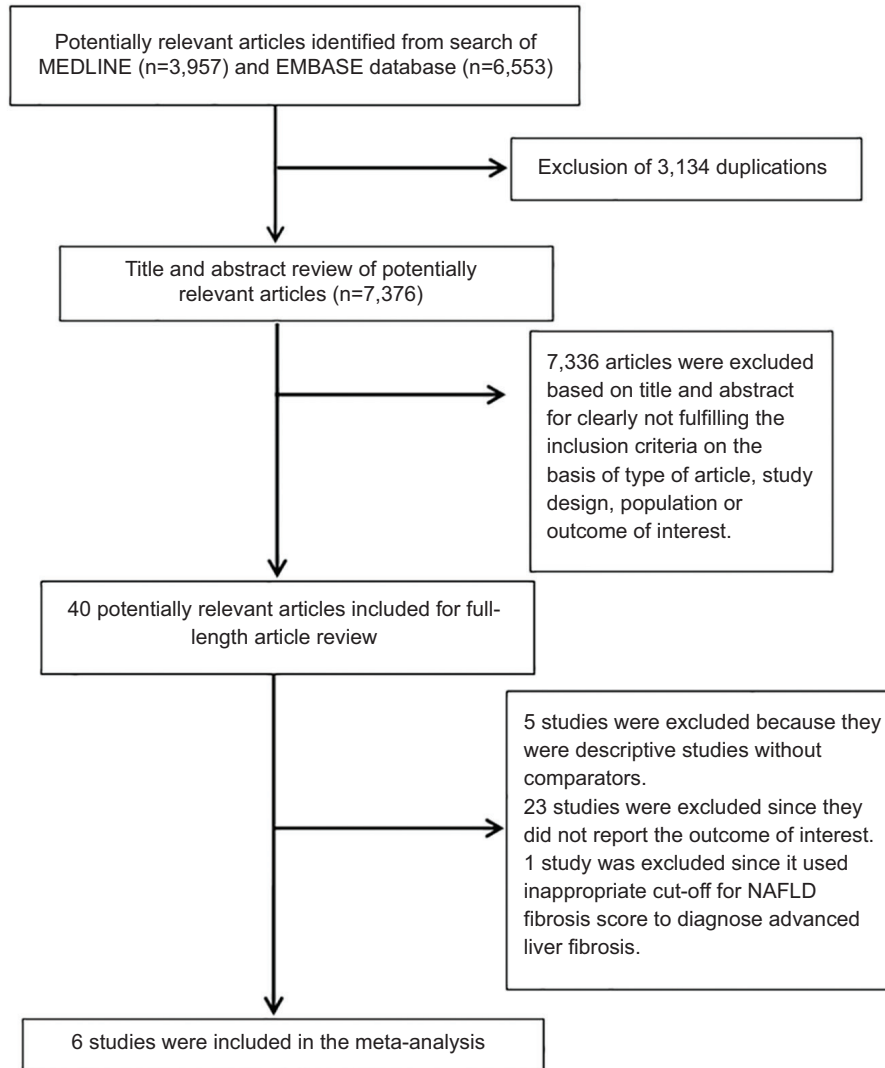 Potentially relevant articles identified from search of
MEDLINE (n=3,957) and EMBASE database (n=6,553)
Exclusion of 3,134 duplications
Title and abstract review of potentially
relevant articles (n=7,376)
7,336 articles were excluded
based on title and abstract
for clearly not fulfilling the
inclusion criteria on the
basis of type of article, study
design, population or
outcome of interest.
40 potentially relevant articles included for full-
length article review
5 studies were excluded because they
were descriptive studies without
comparators.
23 studies were excluded since they
did not report the outcome of interest.
1 study was excluded since it used
inappropriate cut-off for NAFLD
fibrosis score to diagnose advanced
liver fibrosis.
6 studies were included in the meta-analysis